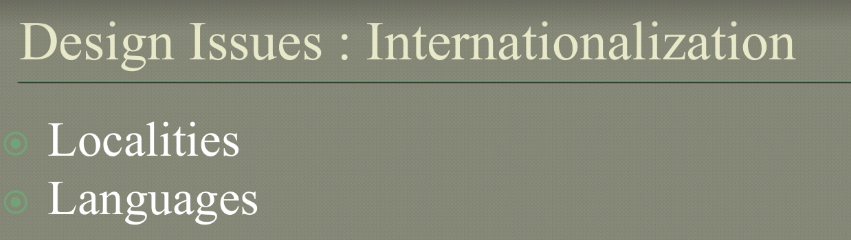 Design Issues : Internationalization
Localities
Languages